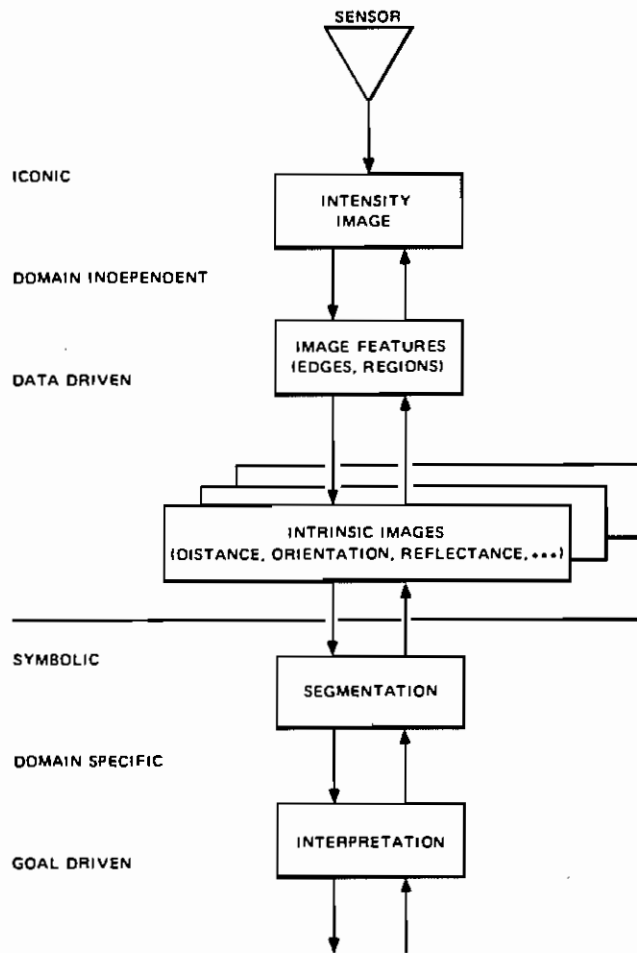 SENSOR
ICONIC
INTENSITY
IMAGE
DOMAIN INDEPENDENT
IMAGE FEATURES
(EDGES, REGIONS)
DATA DRIVEN
INTRINSIC IMAGES
(DISTANCE, ORIENTATION, REFLECTANCE, •••)
SYMBOLIC
SEGMENTATION
DOMAIN SPECIFIC
INTERPRETATION
GOAL DRIVEN